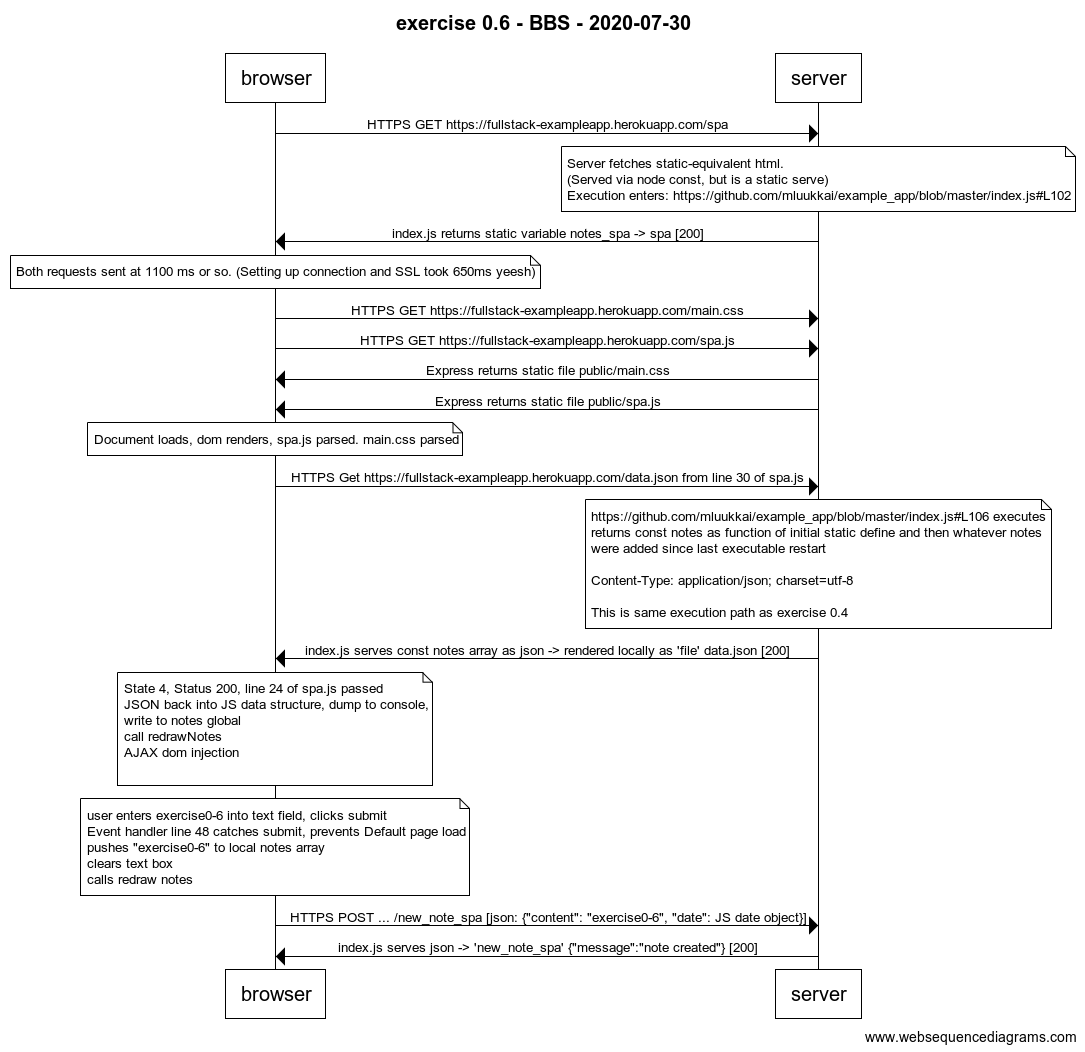 exercise 0.6 - BBS - 2020-07-30
browser
server
HTTPS GET https://fullstack-exampleapp.herokuapp.com/spa
Server fetches static-equivalent html.
(Served via node const, but is a static serve)
Execution enters: https://github.com/mluukkai/example_app/blob/master/index.js#L102
index.js returns static variable notes_spa -> spa [200]
Both requests sent at 1100 ms or so. (Setting up connection and SSL took 650ms yeesh)
HTTPS GET https://fullstack-exampleapp.herokuapp.com/main.css
HTTPS GET https://fullstack-exampleapp.herokuapp.com/spa.js
Express returns static file public/main.css
Express returns static file public/spa.js
Document loads, dom renders, spa.js parsed. main.css parsed
HTTPS Get https://fullstack-exampleapp.herokuapp.com/data.json from line 30 of spa.js
https://github.com/mluukkai/example_app/blob/master/index.js#L106 executes
returns const notes as function of initial static define and then whatever notes
were added since last executable restart
Content-Type: application/json; charset=utf-8
This is same execution path as exercise 0.4
index.js serves const notes array as json -> rendered locally as 'file' data.json [200]
State 4, Status 200, line 24 of spa.js passed
JSON back into JS data structure, dump to console,
write to notes global
call redrawNotes
AJAX dom injection
user enters exercise0-6 into text field, clicks submit
Event handler line 48 catches submit, prevents Default page load
pushes "exercise0-6" to local notes array
clears text box
calls redraw notes
HTTPS POST ... /new_note_spa [json: {"content": "exercise0-6", "date": JS date object}]
index.js serves json -> 'new_note_spa' {"message":"note created"} [200]
browser
server
www.websequencediagrams.com